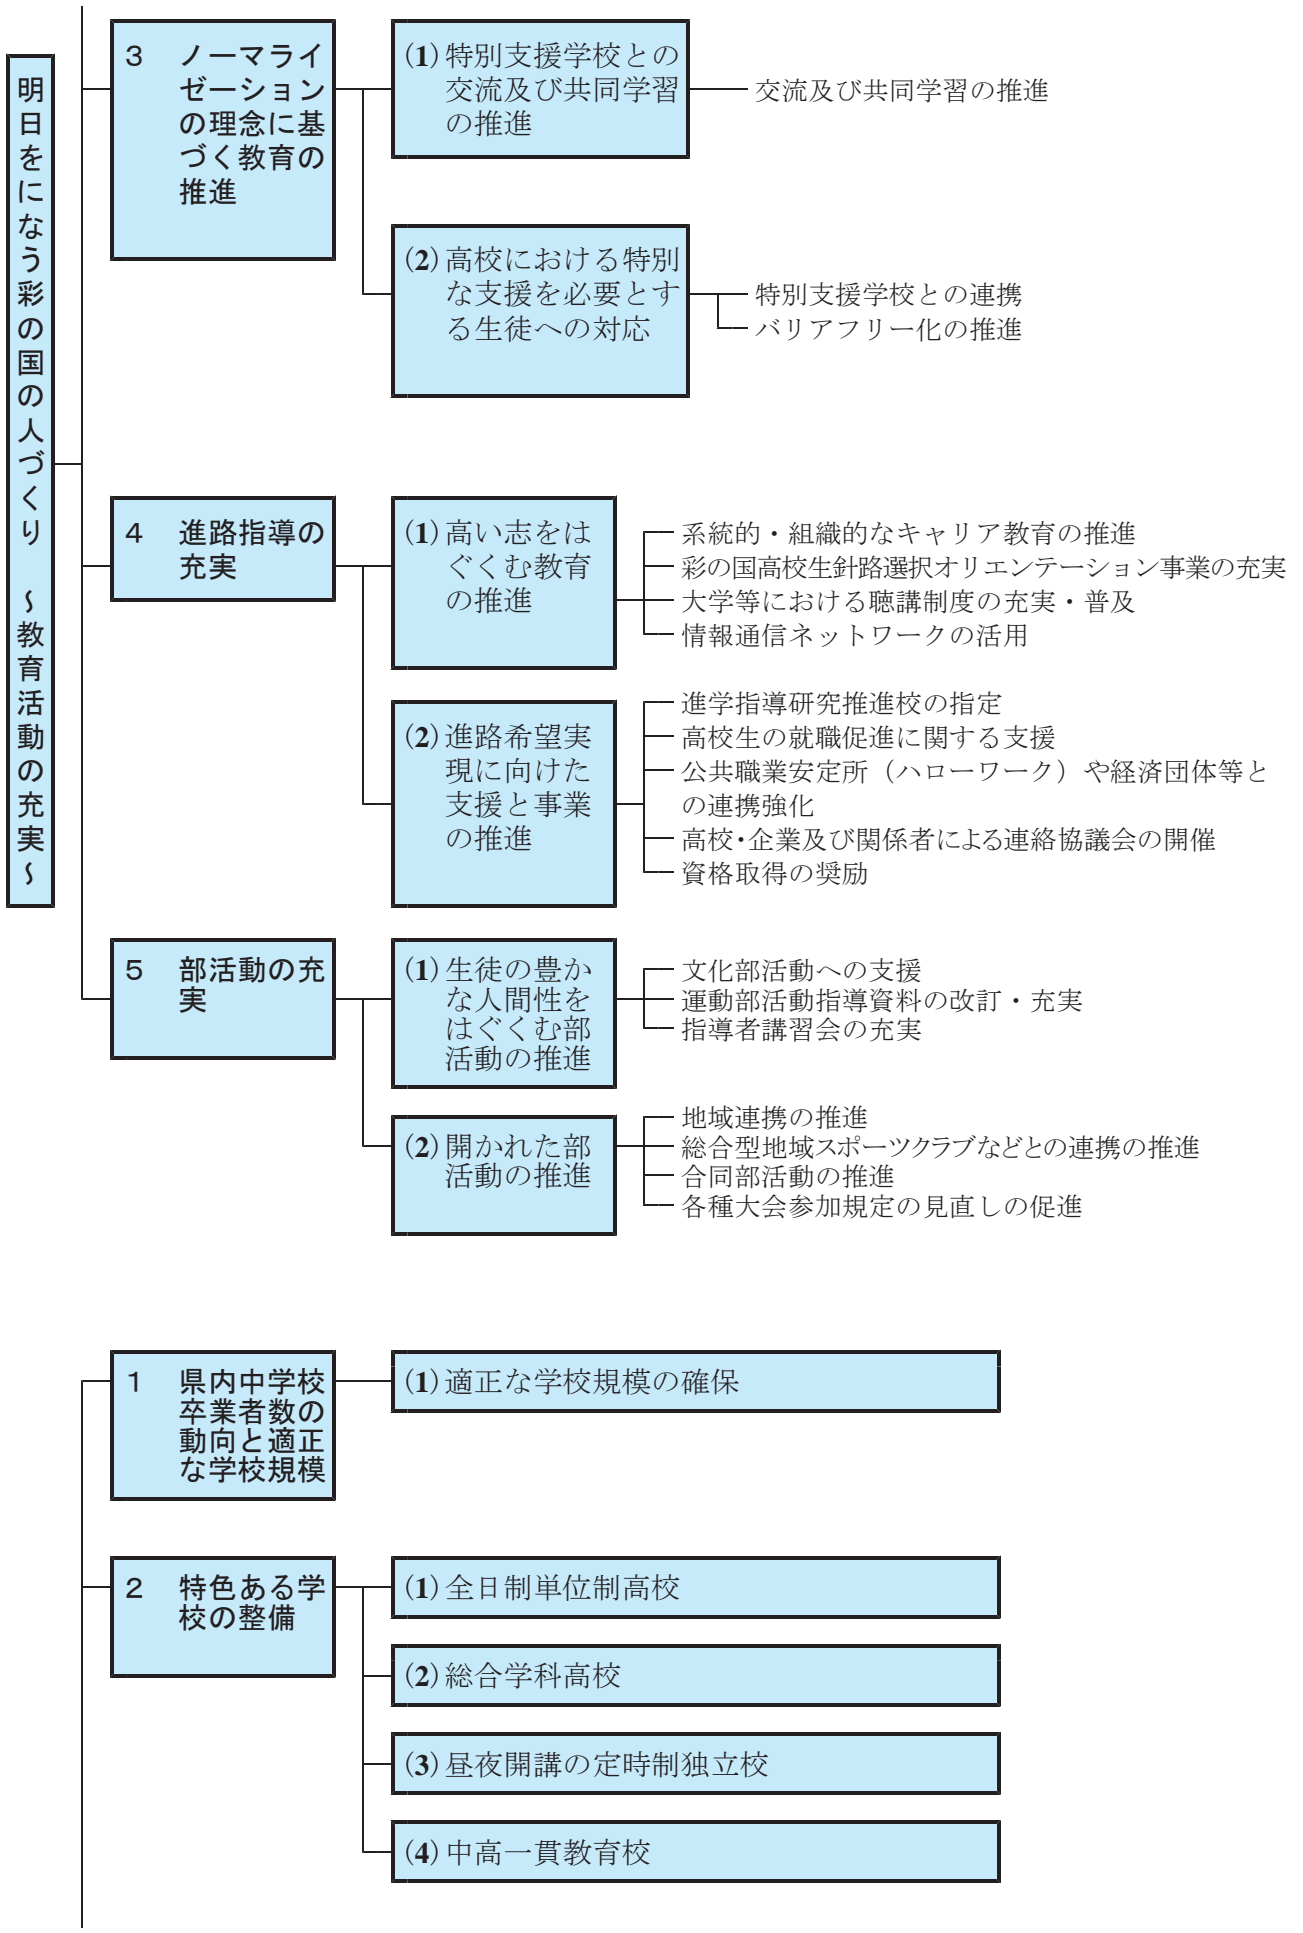 明日をになう彩の国の人づくり ～教育活動の充実～
3 ノーマライ
ゼーション
の理念に基
づく教育の
推進
(1)特別支援学校との
交流及び共同学習
の推進
交流及び共同学習の推進
(2)高校における特別
な支援を必要とす
る生徒への対応
特別支援学校との連携
バリアフリー化の推進
4 進路指導の
充実
(1)高い志をは
ぐくむ教育
の推進
系統的・組織的なキャリア教育の推進
彩の国高校生針路選択オリエンテーション事業の充実
大学等における聴講制度の充実・普及
情報通信ネットワークの活用
(2)進路希望実
現に向けた
支援と事業
の推進
進学指導研究推進校の指定
高校生の就職促進に関する支援
公共職業安定所（ハローワーク）や経済団体等と
の連携強化
高校・企業及び関係者による連絡協議会の開催
資格取得の奨励
5 部活動の充
実
(1)生徒の豊か
な人間性を
はぐくむ部
活動の推進
文化部活動への支援
運動部活動指導資料の改訂・充実
指導者講習会の充実
(2)開かれた部
活動の推進
地域連携の推進
総合型地域スポーツクラブなどとの連携の推進
合同部活動の推進
各種大会参加規定の見直しの促進
1 県内中学校
卒業者数の
動向と適正
な学校規模
(1)適正な学校規模の確保
2 特色ある学
校の整備
(1)全日制単位制高校
(2)総合学科高校
(3)昼夜開講の定時制独立校
(4)中高一貫教育校